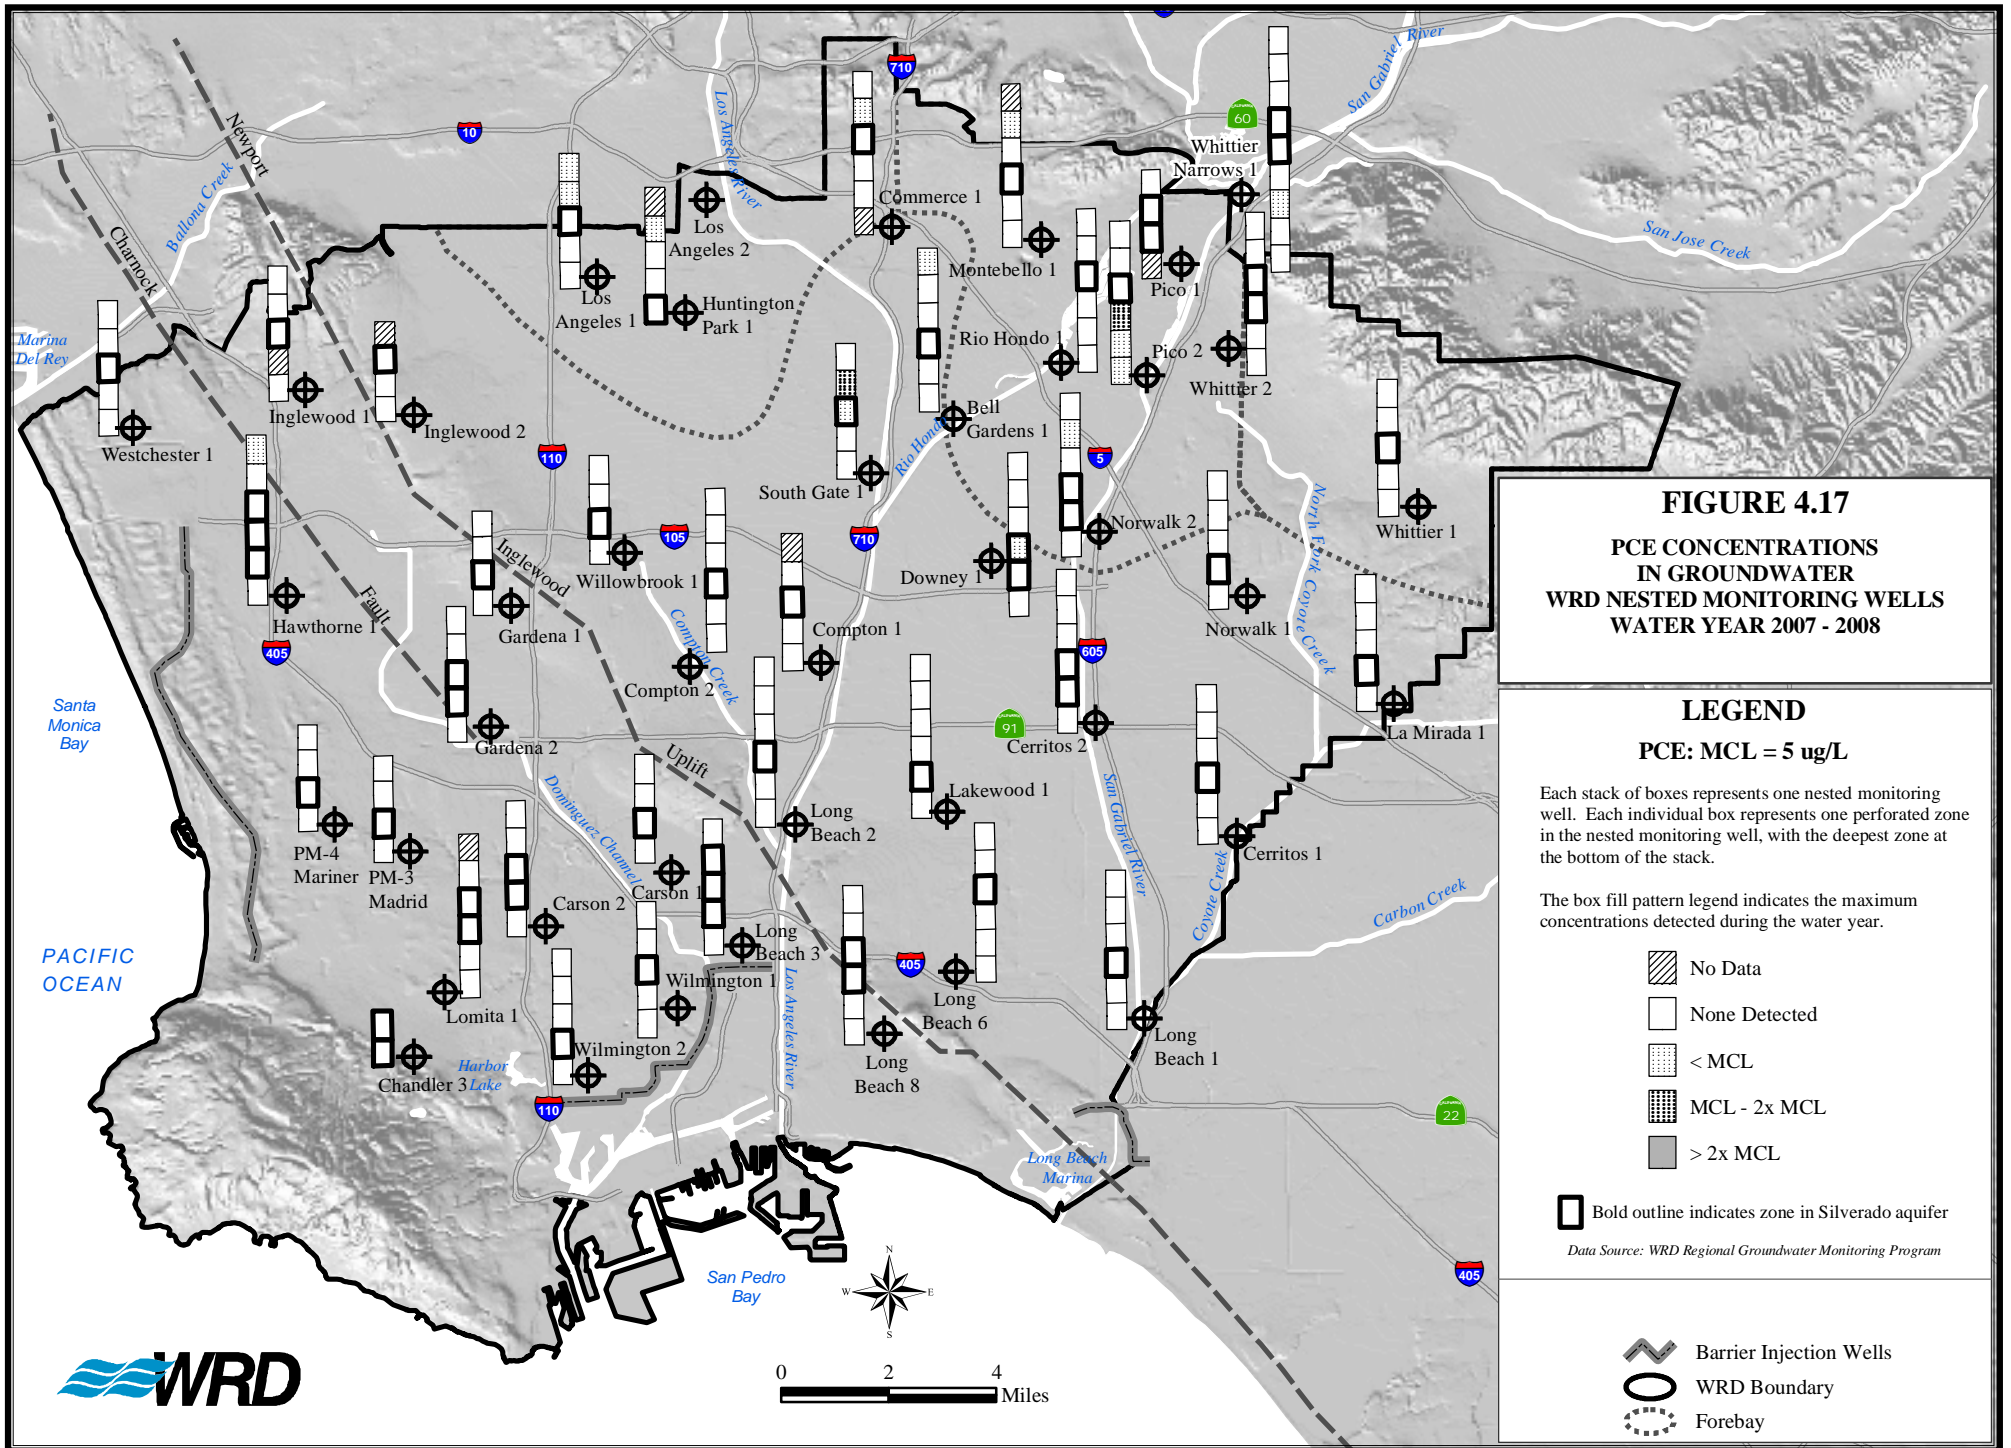 710
10
60
San Gabriel River
Los Angeles River
Newport
Ballona Creek
Charnock
Whittier
Narrows 1
Commerce 1
Los
Angeles 2
San Jose Creek
Montebello 1
Pico 1
Los
Angeles 1
Huntington
Park 1
Marina
Del Rey
Rio Hondo 1
Pico 2
Whittier 2
Inglewood 1
Inglewood 2
Bell
Gardens 1
Westchester 1
110
Rio Hondo
5
South Gate 1
Whittier 1
North Fork Coyote Creek
Norwalk 2
105
710
Inglewood
Willowbrook 1
Downey 1
Fault
Hawthorne 1
Gardena 1
Compton 1
Norwalk 1
405
605
Compton Creek
Compton 2
Santa
Monica
Bay
Gardena 2
91
Cerritos 2
La Mirada 1
Uplift
Dominguez Channel
Lakewood 1
San Gabriel River
Long
Beach 2
PM-4
Mariner
PM-3
Madrid
Cerritos 1
Carson 1
Carson 2
Coyote Creek
Carbon Creek
Long
Beach 3
PACIFIC
OCEAN
405
Wilmington 1
Los Angeles River
Long
Beach 6
Lomita 1
Long
Beach 1
Wilmington 2
Long
Beach 8
Chandler 3
Harbor
Lake
110
22
Long Beach
Marina
San Pedro
Bay
405
N
W
E
S
WRD
0 2 4
Miles
FIGURE 4.17
PCE CONCENTRATIONS
IN GROUNDWATER
WRD NESTED MONITORING WELLS
WATER YEAR 2007 - 2008
LEGEND
PCE: MCL = 5 ug/L
Each stack of boxes represents one nested monitoring
well. Each individual box represents one perforated zone
in the nested monitoring well, with the deepest zone at
the bottom of the stack.
The box fill pattern legend indicates the maximum
concentrations detected during the water year.
No Data
None Detected
< MCL
MCL - 2x MCL
> 2x MCL
Bold outline indicates zone in Silverado aquifer
Data Source: WRD Regional Groundwater Monitoring Program
Barrier Injection Wells
WRD Boundary
Forebay